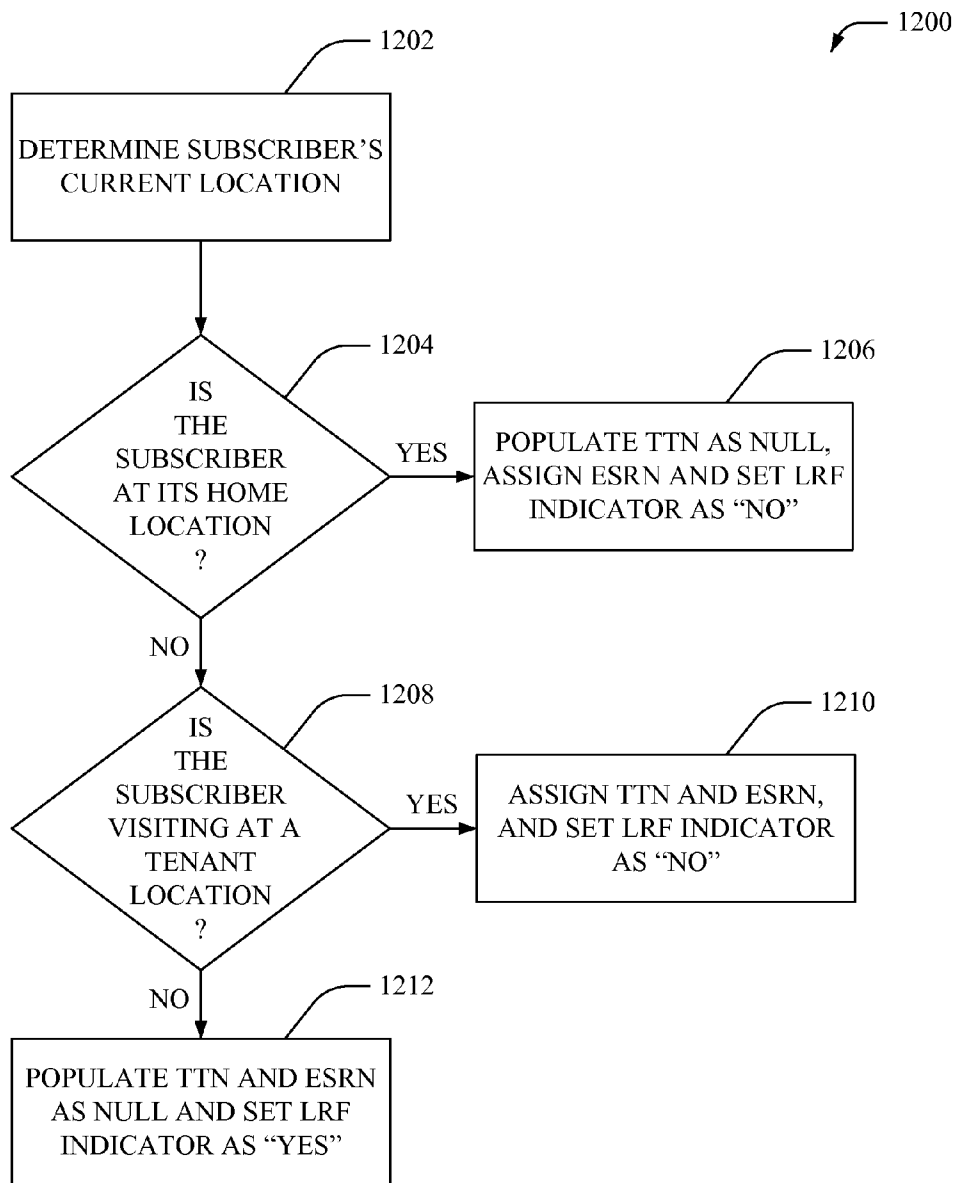 1200
1202
DETERMINE SUBSCRIBER'S
CURRENT LOCATION
1204
IS
THE
SUBSCRIBER
AT ITS HOME
LOCATION
?
YES
1206
POPULATE TTN AS NULL,
ASSIGN ESRN AND SET LRF
INDICATOR AS “NO”
NO
1208
IS
THE
SUBSCRIBER
VISITING AT A
TENANT
LOCATION
?
YES
1210
ASSIGN TTN AND ESRN,
AND SET LRF INDICATOR
AS “NO”
NO
1212
POPULATE TTN AND ESRN
AS NULL AND SET LRF
INDICATOR AS “YES”